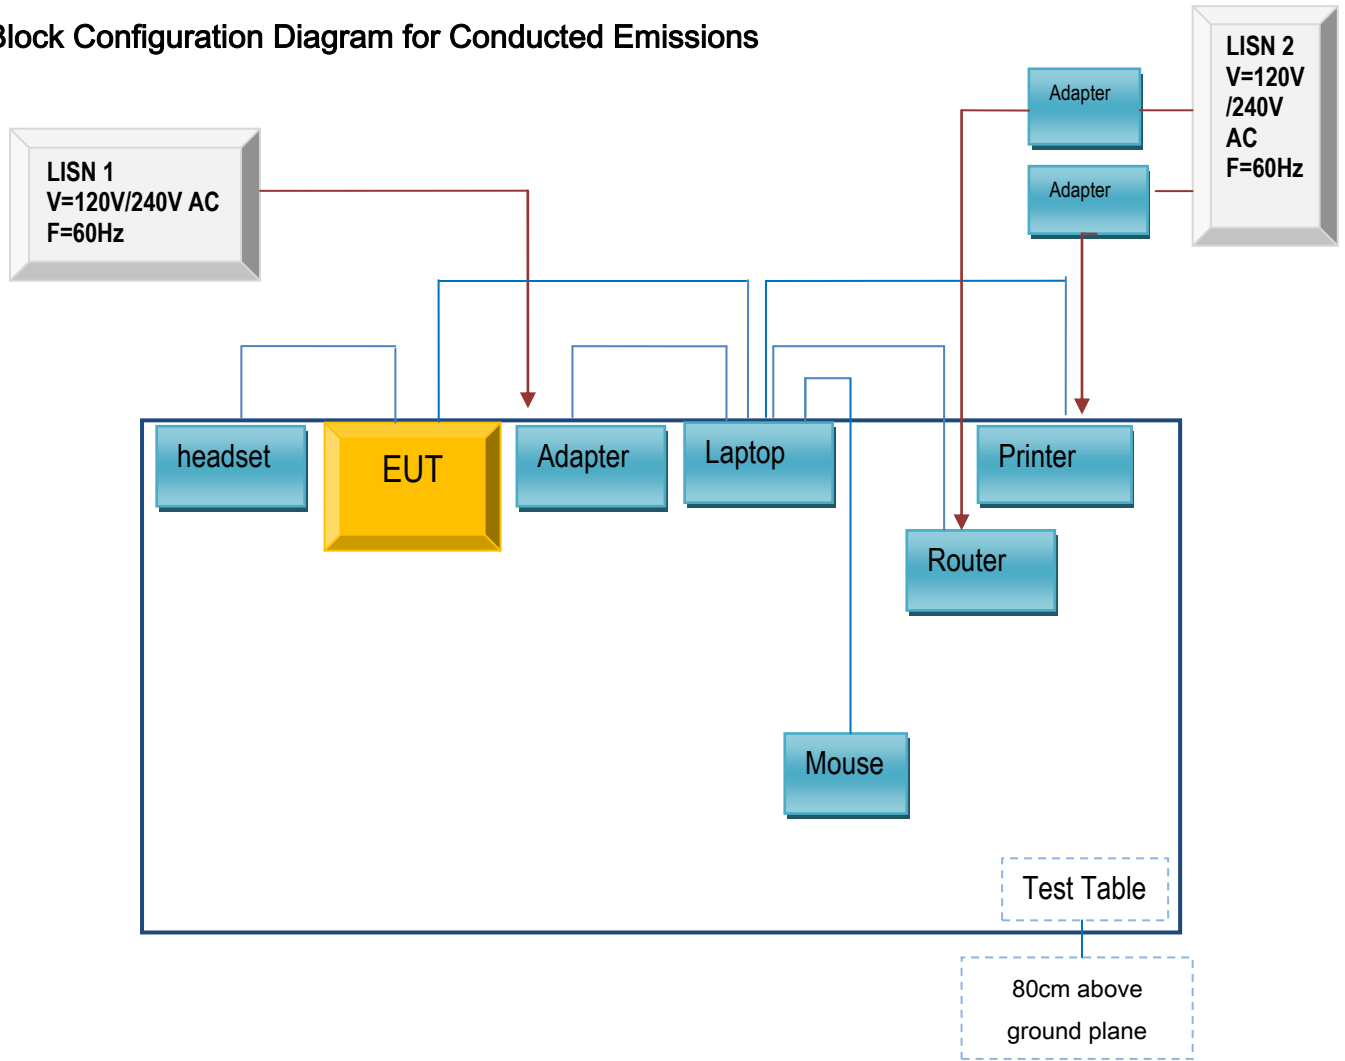 Block Configuration Diagram for Conducted Emissions
LISN 2
V=120V
/240V
AC
F=60Hz
Adapter
Adapter
LISN 1
V=120V/240V AC
F=60Hz
headset
EUT
Adapter
Laptop
Printer
Router
Mouse
Test Table
80cm above
ground plane